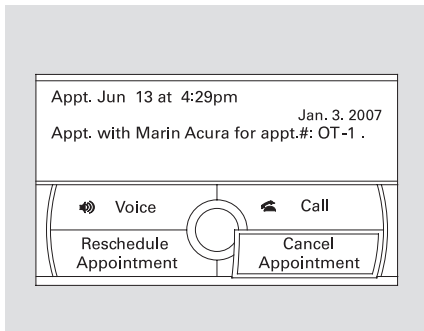 Appt. Jun 13 at 4:29pm
Jan. 3. 2007
Appt. with Marin Acura for appt.#: OT-1 .
Voice
Call
Reschedule
Appointment
Cancel
Appointment